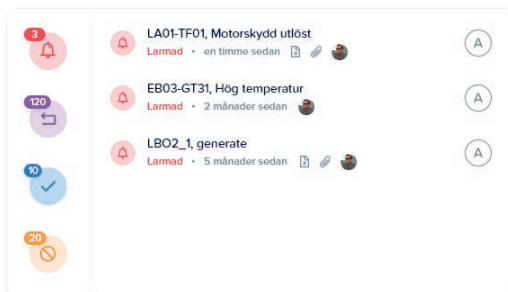 3
120
10
20
LA01-TF01, Motorskydd utlöst
Larmad • en timme sedan
A
EB03-GT31, Hög temperatur
Larmad • 2 månader sedan
A
LBO2_1, generate
Larmad • 5 månader sedan
A